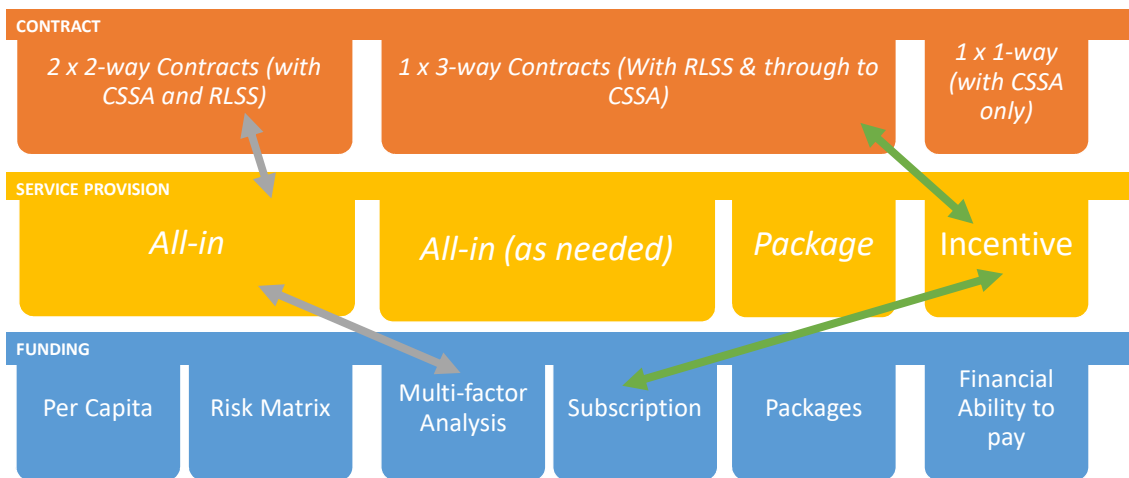 CONTRACT
2 x 2-way Contracts (with
CSSA and RLSS)
1 x 3-way Contracts (With RLSS & through to
CSSA)
1 x 1-way
(with CSSA
only)
SERVICE PROVISION
All-in
All-in (as needed)
Package
Incentive
FUNDING
Per Capita
Risk Matrix
Multi-factor
Analysis
Subscription
Packages
Financial
Ability to
pay